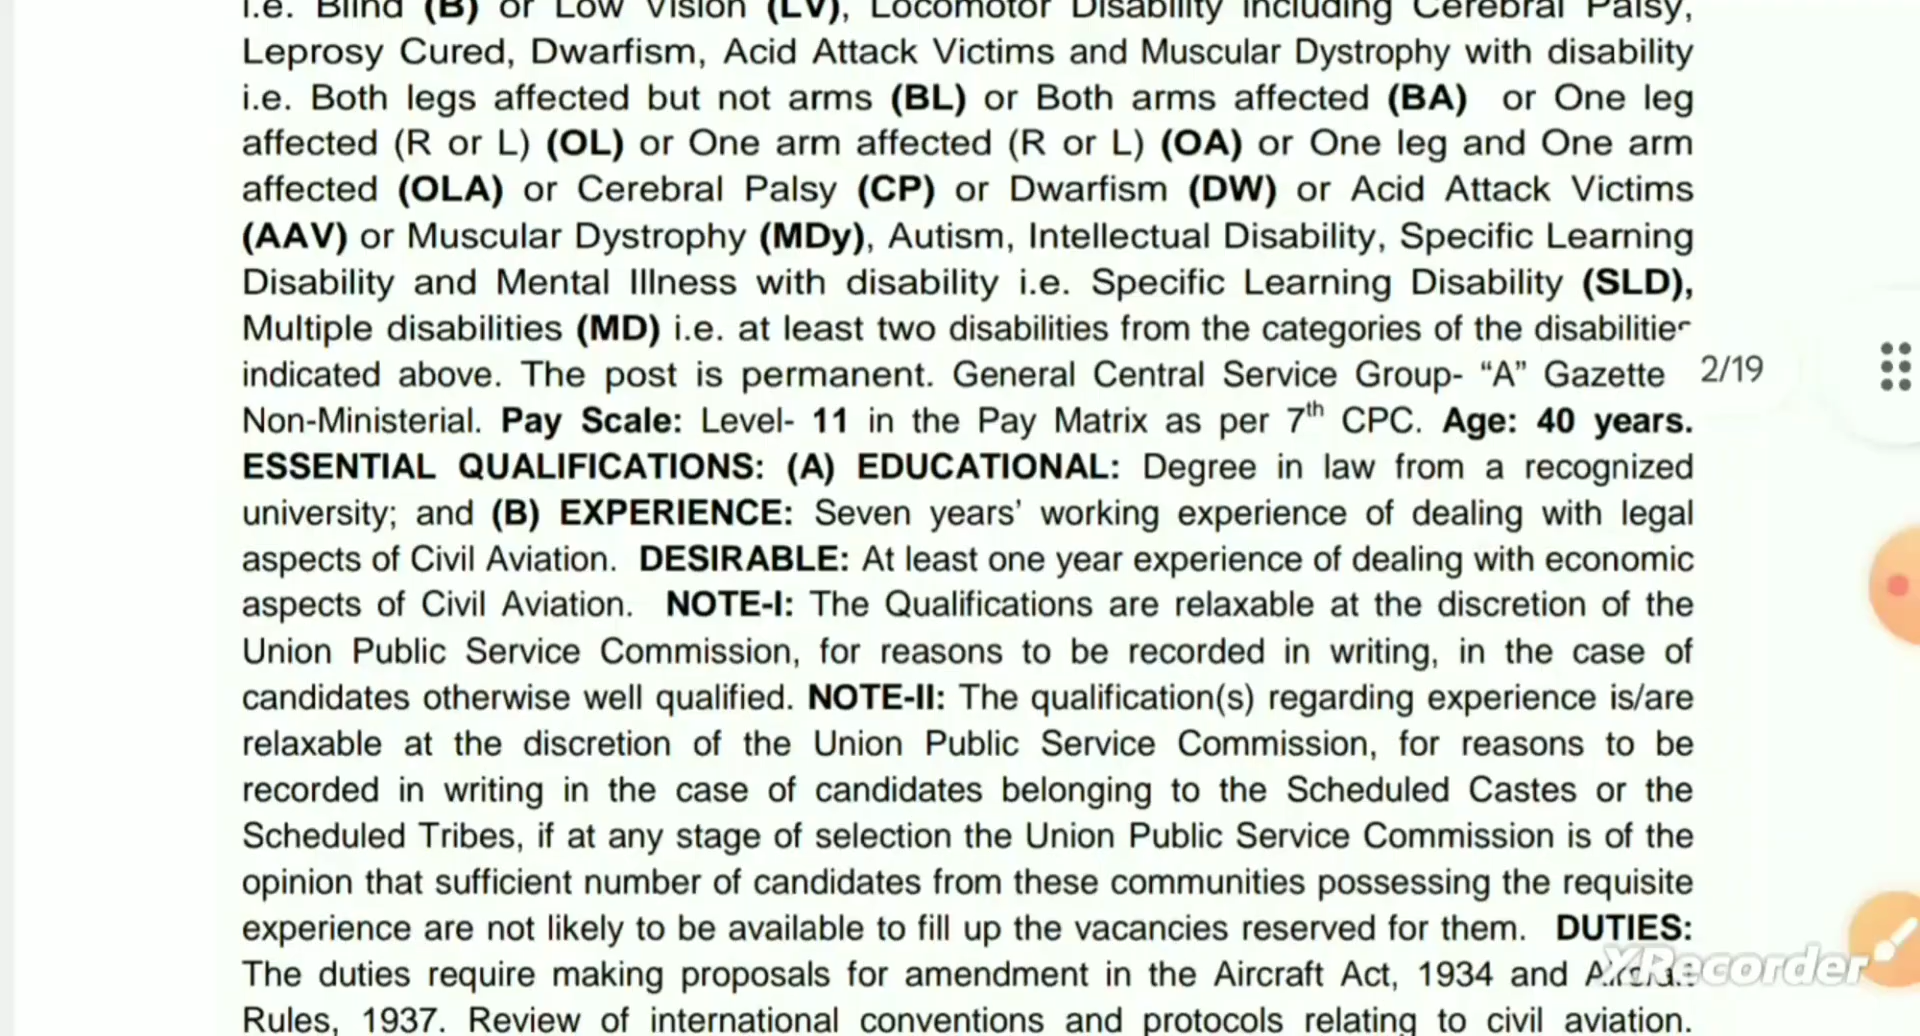 i.e. Blind (B) or Low Vision (LV), Locomotor Disability including Cerebral Palsy,
Leprosy Cured, Dwarfism, Acid Attack Victims and Muscular Dystrophy with disability
i.e. Both legs affected but not arms (BL) or Both arms affected (BA) or One leg
affected (R or L) (OL) or One arm affected (R or L) (OA) or One leg and One arm
affected (OLA) or Cerebral Palsy (CP) or Dwarfism (DW) or Acid Attack Victims
(AAV) or Muscular Dystrophy (MDy), Autism, Intellectual Disability, Specific Learning
Disability and Mental Illness with disability i.e. Specific Learning Disability (SLD),
Multiple disabilities (MD) i.e. at least two disabilities from the categories of the disabilities
indicated above. The post is permanent. General Central Service Group- “A” Gazette
2/19
Non-Ministerial. Pay Scale: Level- 11 in the Pay Matrix as per 7th CPC. Age: 40 years.
ESSENTIAL QUALIFICATIONS: (A) EDUCATIONAL: Degree in law from a recognized
university; and (B) EXPERIENCE: Seven years’ working experience of dealing with legal
aspects of Civil Aviation. DESIRABLE: At least one year experience of dealing with economic
aspects of Civil Aviation. NOTE-I: The Qualifications are relaxable at the discretion of the
Union Public Service Commission, for reasons to be recorded in writing, in the case of
candidates otherwise well qualified. NOTE-II: The qualification(s) regarding experience is/are
relaxable at the discretion of the Union Public Service Commission, for reasons to be
recorded in writing in the case of candidates belonging to the Scheduled Castes or the
Scheduled Tribes, if at any stage of selection the Union Public Service Commission is of the
opinion that sufficient number of candidates from these communities possessing the requisite
experience are not likely to be available to fill up the vacancies reserved for them. DUTIES:
The duties require making proposals for amendment in the Aircraft Act, 1934 and
XRecorder
Rules, 1937. Review of international conventions and protocols relating to civil aviation.